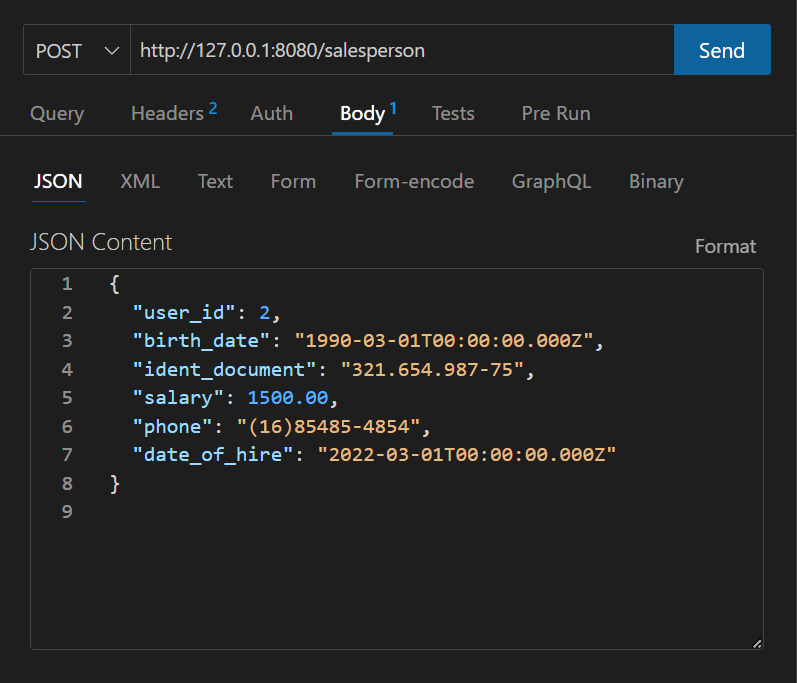 POST http://127.0.0.1:8080/salesperson Send
Query Headers 2 Auth Body 1 Tests Pre Run
JSON XML Text Form Form-encode GraphQL Binary
JSON Content Format
1 {
2 "user_id": 2,
3 "birth_date": "1990-03-01T00:00:00.000Z",
4 "ident_document": "321.654.987-75",
5 "salary": 1500.00,
6 "phone": "(16)85485-4854",
7 "date_of_hire": "2022-03-01T00:00:00.000Z"
8 }
9